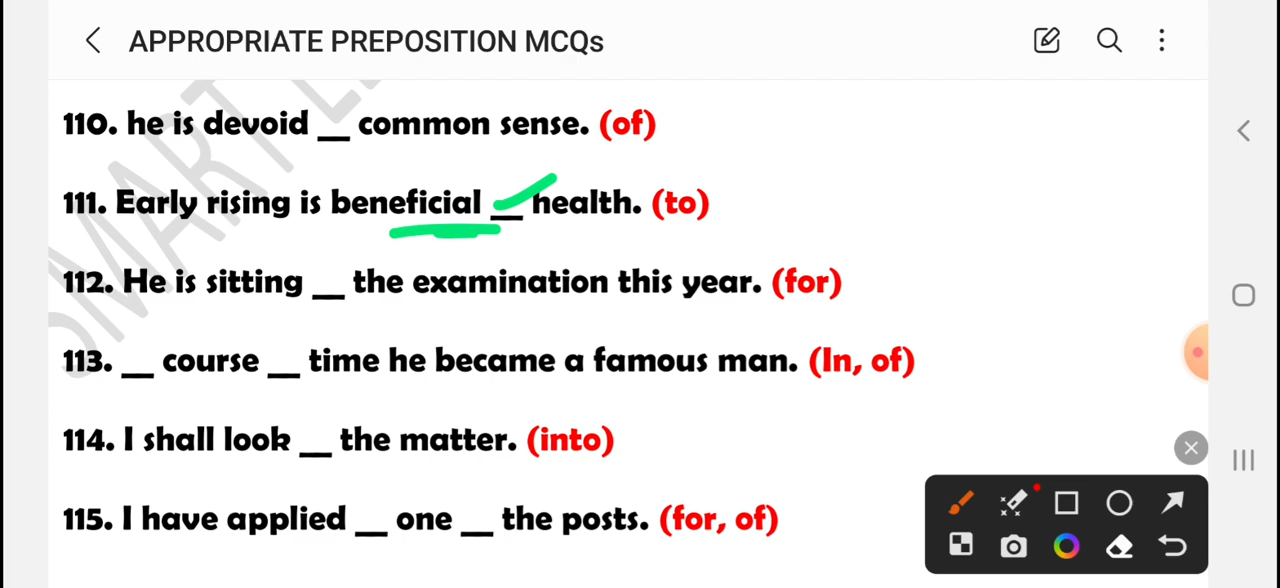 APPROPRIATE PREPOSITION MCQs
110. he is devoid __ common sense. (of)
111. Early rising is beneficial __ health. (to)
112. He is sitting __ the examination this year. (for)
113. __ course __ time he became a famous man. (In, of)
114. I shall look __ the matter. (into)
115. I have applied __ one __ the posts. (for, of)
SMART